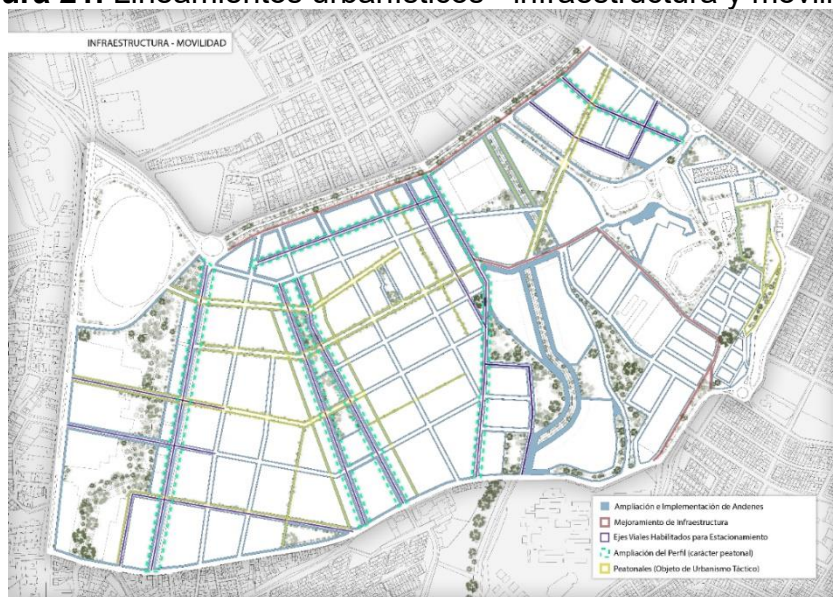 ura 21. Lineamientos urbanísticos - infraestructura y movili
INFRAESTRUCTURA - MOVILIDAD
Ampliación e Implementación de Andenes
Mejoramiento de Infraestructura
Ejes Viales Habilitados para Estacionamiento
Ampliación del Perfil (carácter peatonal)
Peatonales (Objeto de Urbanismo Táctico)